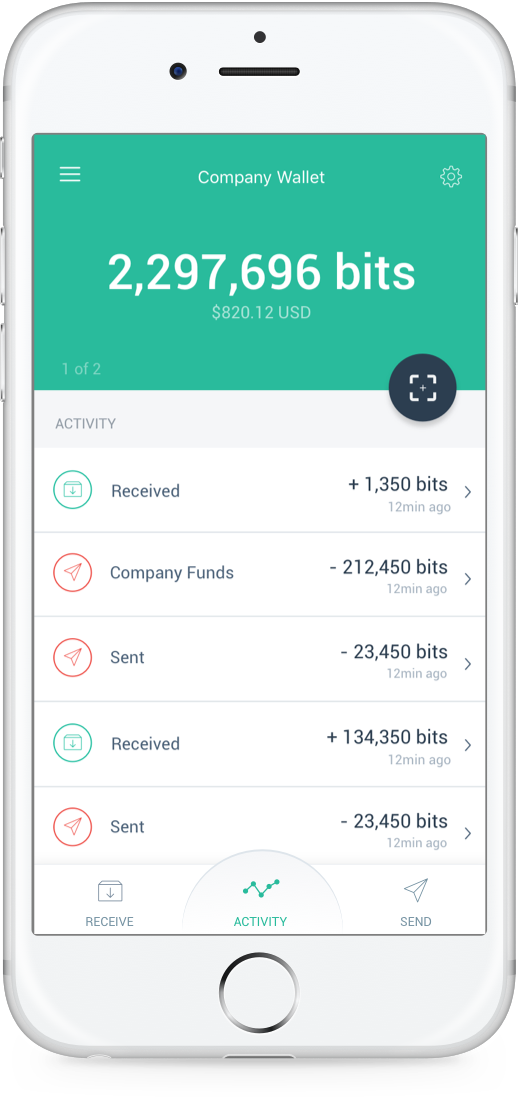 Company Wallet
2,297,696 bits
$820.12 USD
1 of 2
ACTIVITY
Received
+ 1,350 bits
12min ago
Company Funds
- 212,450 bits
12min ago
Sent
- 23,450 bits
12min ago
Received
+ 134,350 bits
12min ago
Sent
- 23,450 bits
12min ago
RECEIVE
ACTIVITY
SEND